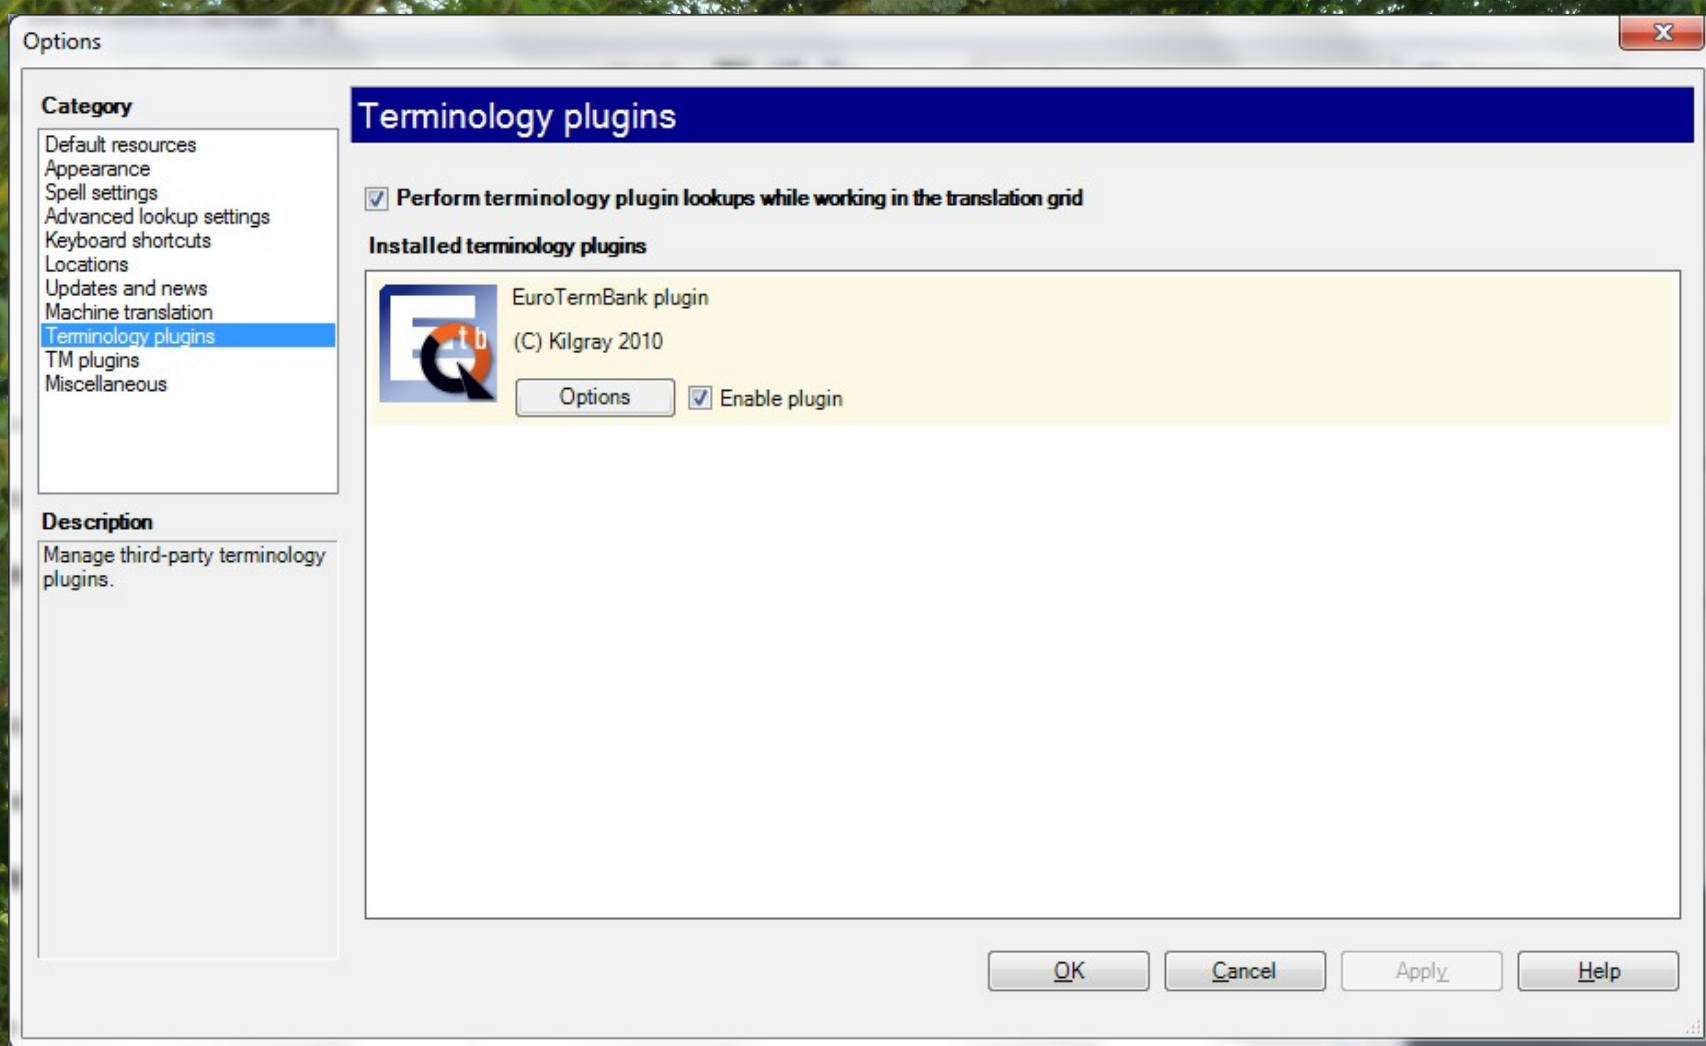 Options
Category
Default resources
Appearance
Spell settings
Advanced lookup settings
Keyboard shortcuts
Locations
Updates and news
Machine translation
Terminology plugins
TM plugins
Miscellaneous
Description
Manage third-party terminology
plugins.
Terminology plugins
Perform terminology plugin lookups while working in the translation grid
Installed terminology plugins
tb
EuroTermBank plugin
(C) Kilgray 2010
Options
Enable plugin
OK
Cancel
Apply
Help